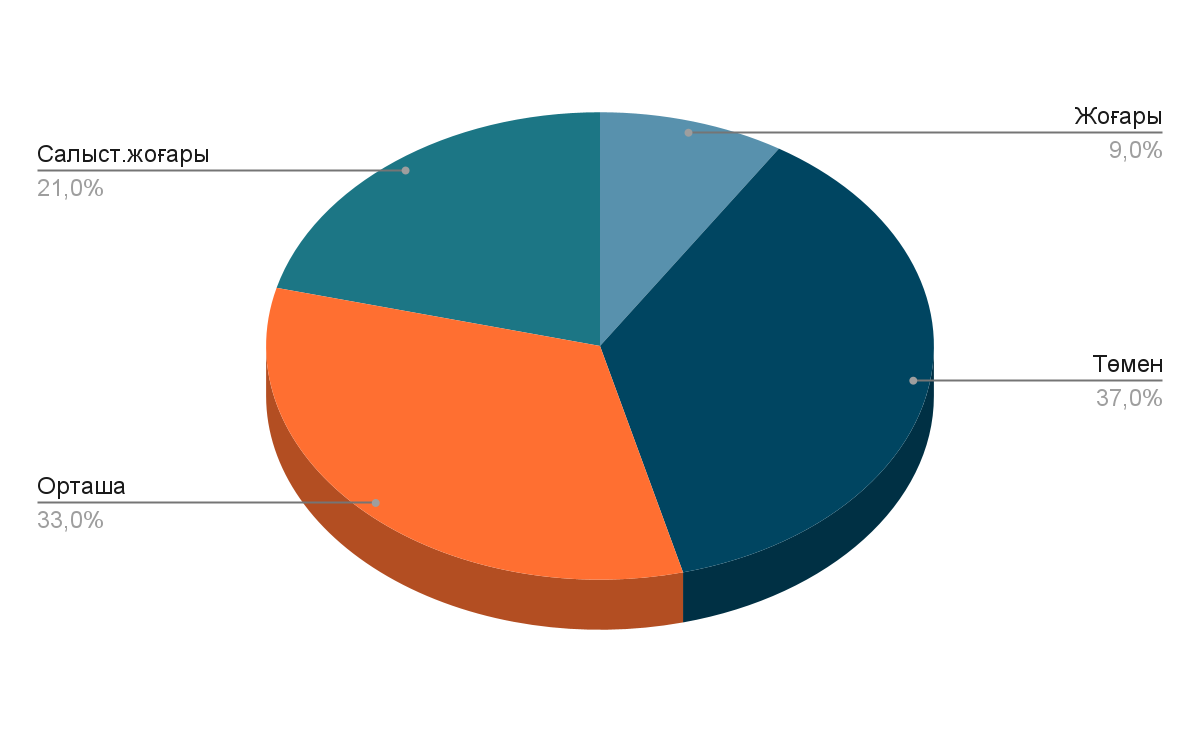 Жоғары
9,0%
Салыст.жоғары
21,0%
Төмен
37,0%
Орташа
33,0%